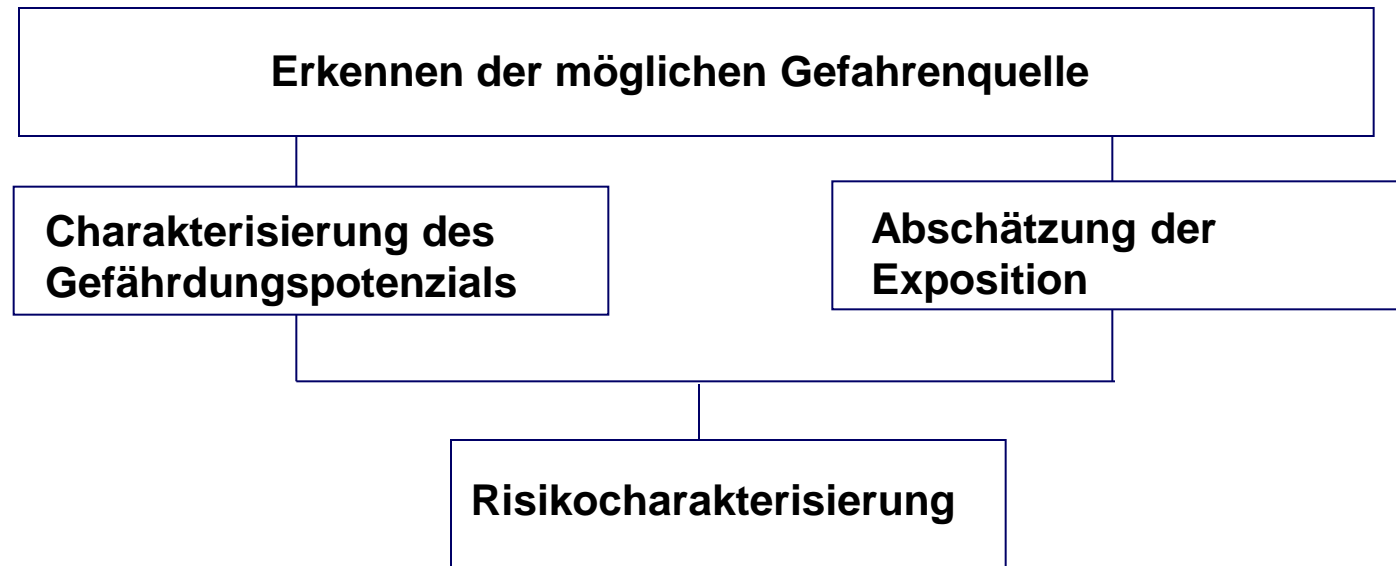 Erkennen der möglichen Gefahrenquelle
Charakterisierung des
Gefährdungspotenzials
Abschätzung der
Exposition
Risikocharakterisierung